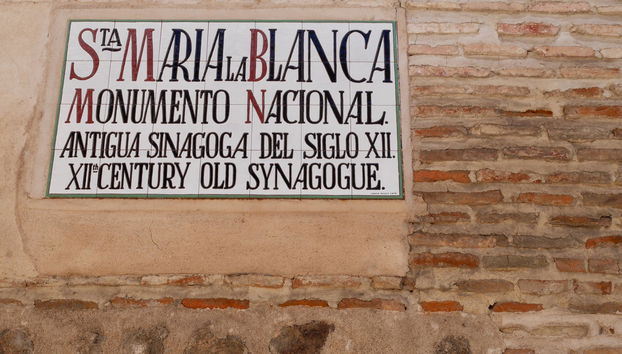 Sta MARIA LA BLANCA
MONUMENTO NACIONAL.
ANTIGUA SINAGOGA DEL SIGLO XII.
XIIth CENTURY OLD SYNAGOGUE.